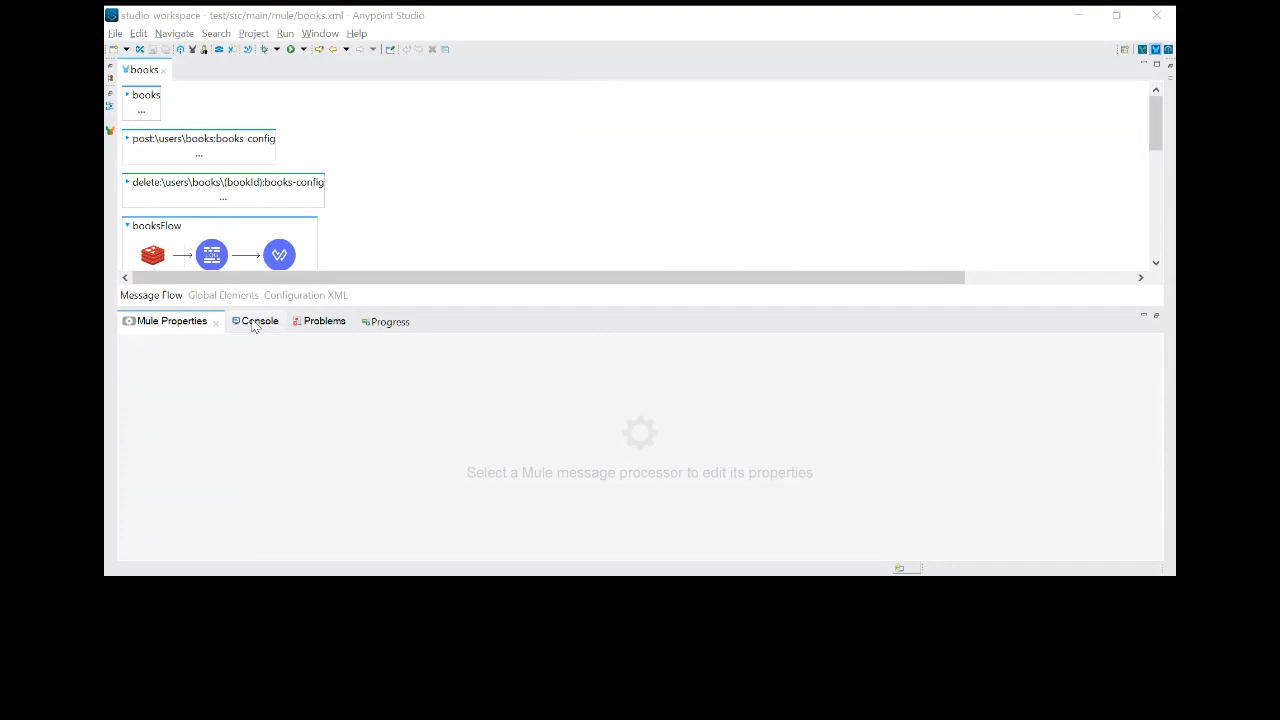 studio-workspace - test/src/main/mule/books.xml - Anypoint Studio
File Edit Navigate Search Project Run Window Help
books
books
...
post:\users\books:books-config
...
delete:\users\books\(bookId):books-config
...
booksFlow
LOG
Message Flow Global Elements Configuration XML
Mule Properties Console Problems Progress
Select a Mule message processor to edit its properties